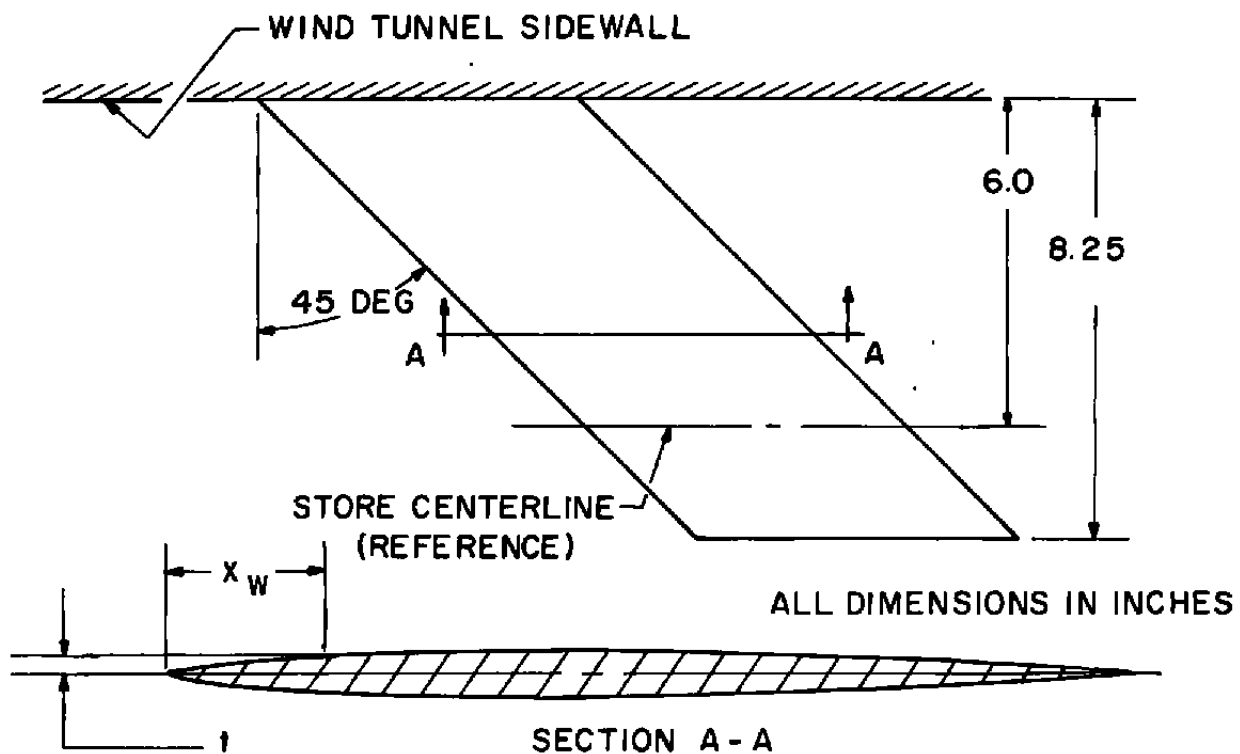 WIND TUNNEL SIDEWALL
6.0
8.25
45 DEG
A
A
STORE CENTERLINE
(REFERENCE)
X W
ALL DIMENSIONS IN INCHES
t
SECTION A-A